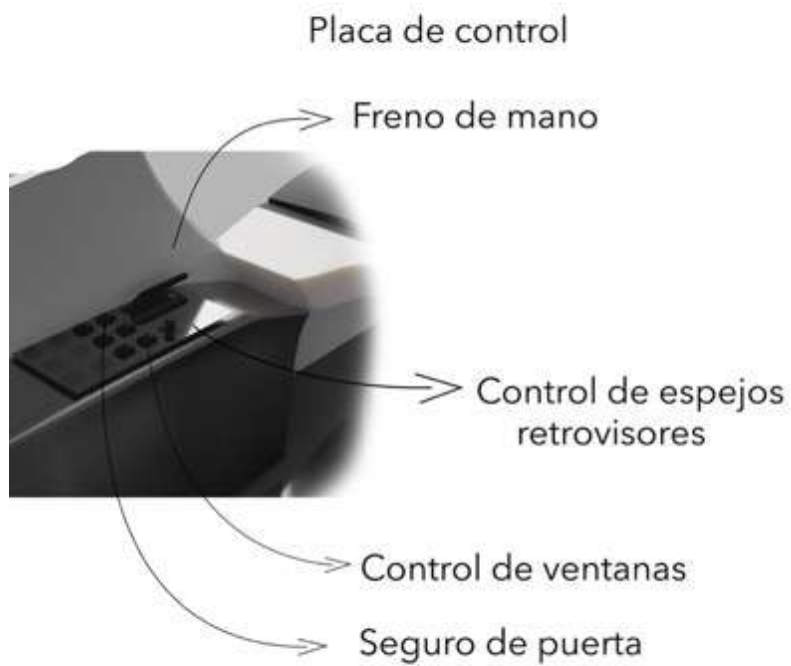 Placa de control
Freno de mano
Control de espejos
retrovisores
Control de ventanas
Seguro de puerta